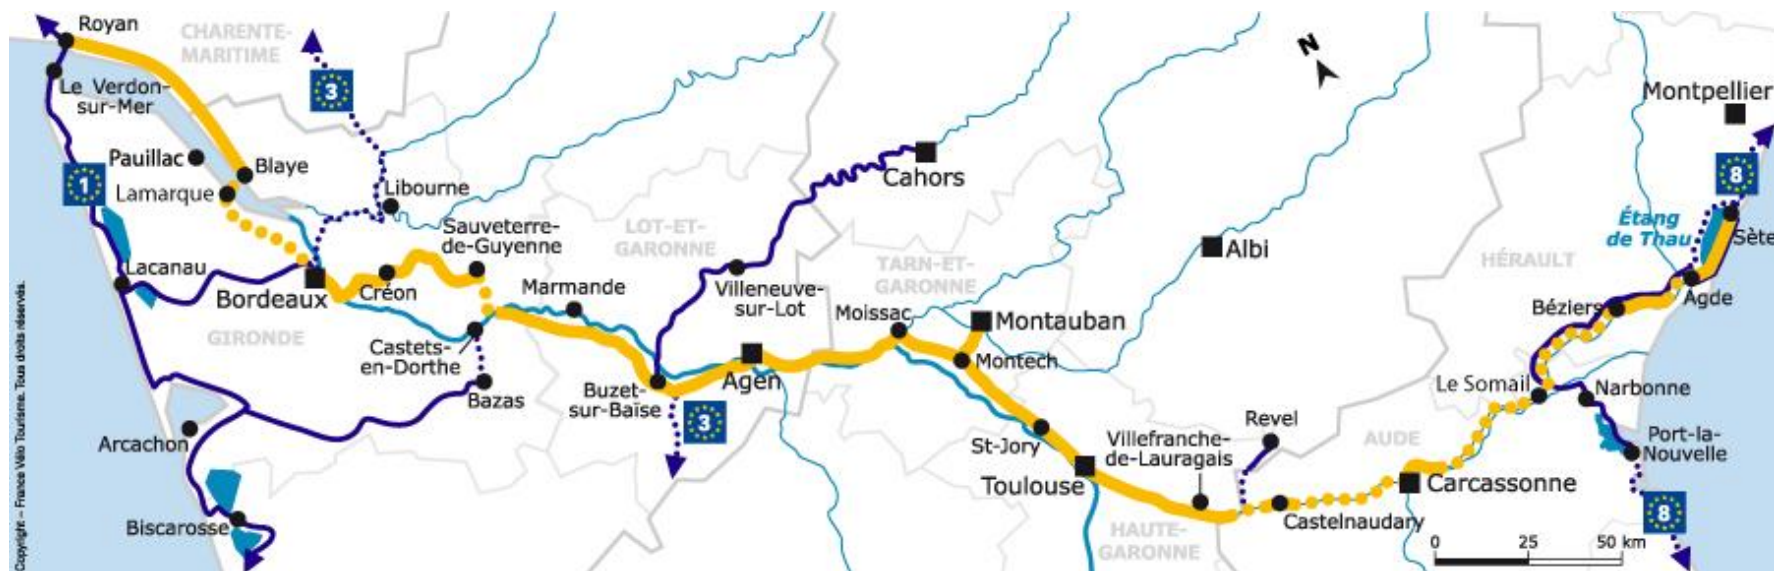 Royan
CHARENTE-
MARITIME
Le Verdon-
sur-Mer
3
N
Montpellier
Pauillac
Blaye
1
Lamarque
Libourne
Cahors
8
Sauveterre-
de-Guyenne
LOT-ET-
GARONNE
Étang
de Thau
Sète
Albi
HÉRAULT
TARN-ET-
GARONNE
Lacanau
Bordeaux
Créon
Marmande
Villeneuve-
sur-Lot
Moissac
Montauban
Béziers
Agde
GIRONDE
Castets-
en-Dorthe
Agen
Montech
Bazas
Buzet-
sur-Baïse
3
Le Somail
Narbonne
Arcachon
St-Jory
Villefranche-
de-Lauragais
Revel
AUDE
Port-la-
Nouvelle
Toulouse
Carcassonne
Biscarosse
HAUTE-
GARONNE
Castelnaudary
8
0 25 50 km
Copyright – France Vélo Tourisme. Tous droits réservés.